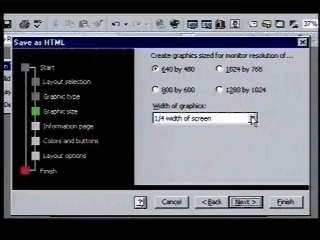 37%
Save as HTML
Create graphics sized for monitor resolution of...
640 by 480
1024 by 768
800 by 600
1280 by 1024
Width of graphics:
1/4 width of screen
Start
Layout selection
Graphic type
Graphic size
Information page
Colors and buttons
Layout options
Finish
Cancel
< Back
Next >
Finish